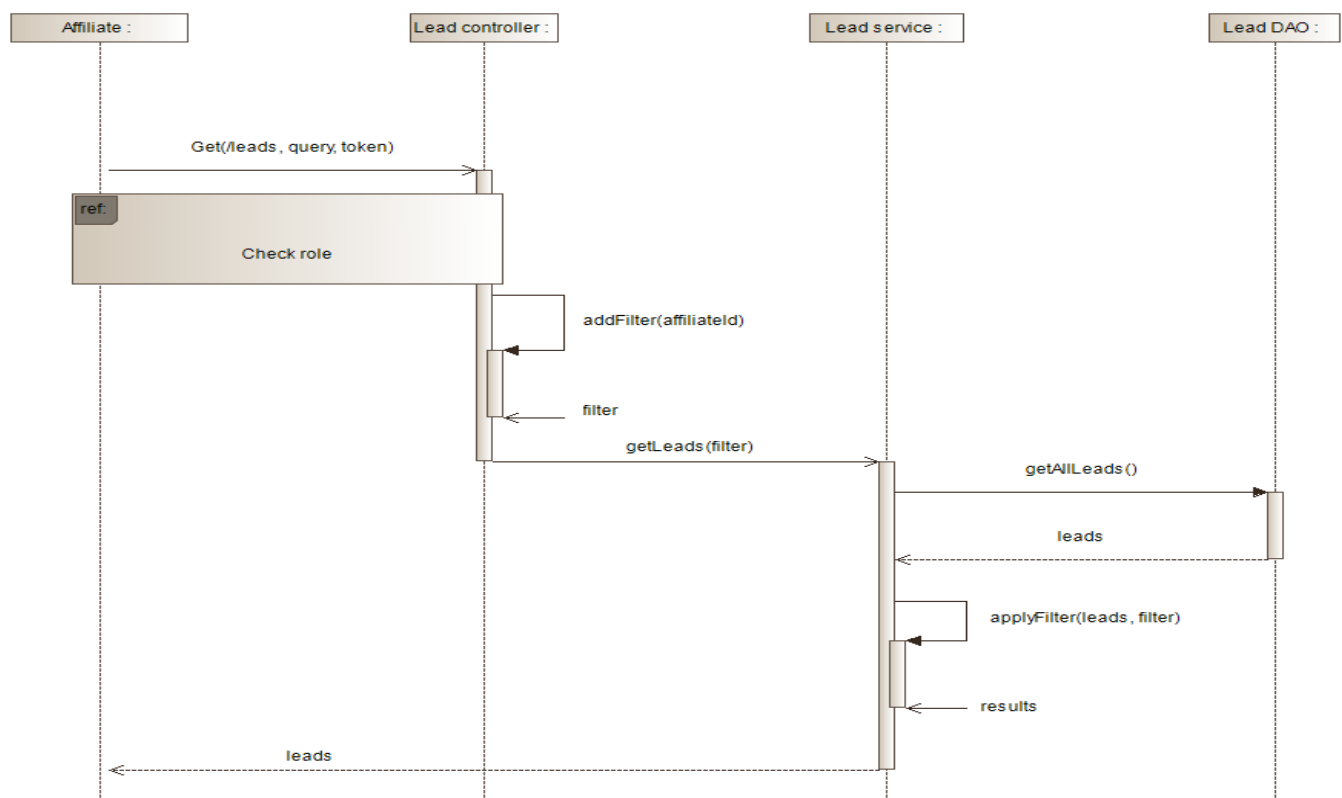 Affiliate :
Lead controller :
Lead service :
Lead DAO :
Get(/leads, query, token)
ref:
Check role
addFilter(affiliateId)
filter
getLeads(filter)
getAllLeads()
leads
applyFilter(leads, filter)
results
leads